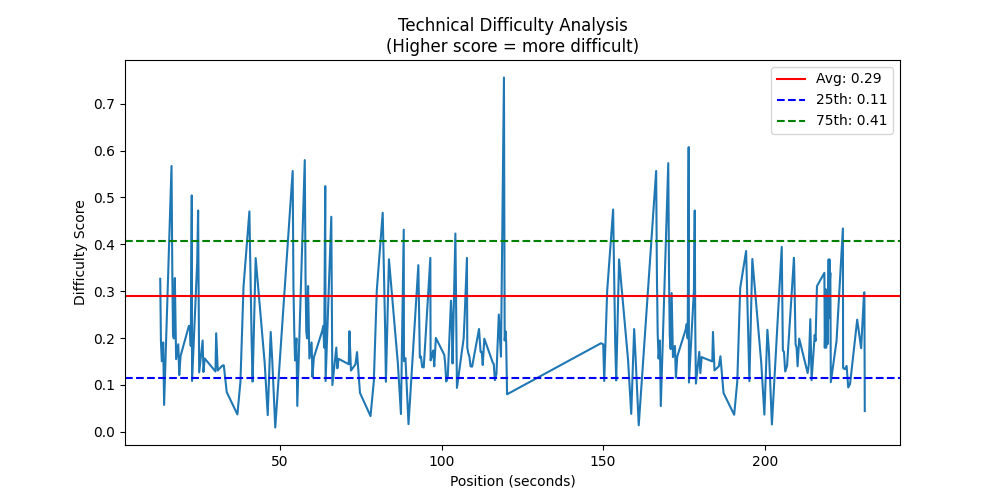 Technical Difficulty Analysis
(Higher score = more difficult)
Avg: 0.29
25th: 0.11
75th: 0.41
Difficulty Score
0.7
0.6
0.5
0.4
0.3
0.2
0.1
0.0
50
100
150
200
Position (seconds)